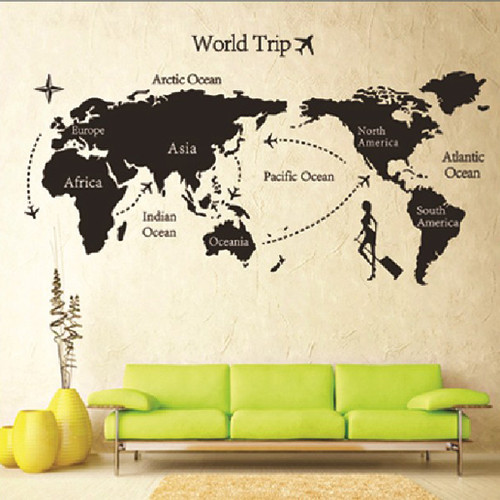 World Trip
Arctic Ocean
Europe
Asia
North
America
Africa
Pacific Ocean
Atlantic
Ocean
Indian
Ocean
Oceania
South
America